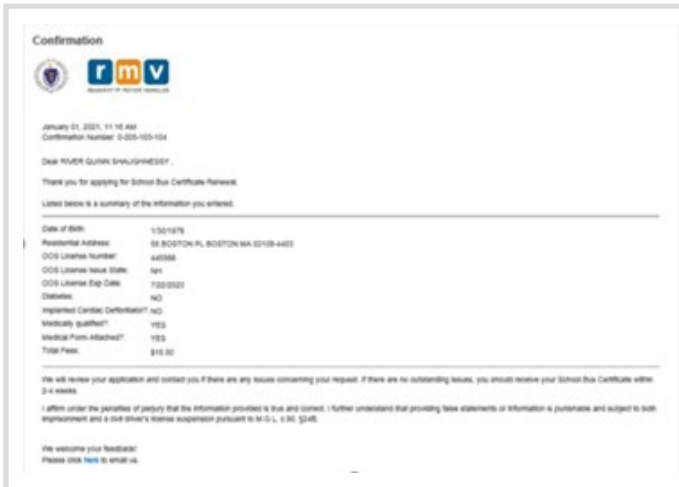 Confirmation
rmv
REGISTRY OF MOTOR VEHICLES
January 01, 2021, 11:16 AM
Confirmation Number: 0-205-103-104
Dear RIVER QUINN SHAUGHNESSY ,
Thank you for applying for School Bus Certificate Renewal.
Listed below is a summary of the information you entered.
Date of Birth: 1/30/1978
Residential Address: BOSTON PL BOSTON MA
OOS License Number:
OOS License Issue State: NH
OOS License Exp Date: 7/22/2023
Diabetes: NO
Implanted Cardiac Defibrillator? NO
Medically qualified?: YES
Medical Form Attached?: YES
Total Fees: $15.00
We will review your application and contact you if there are any issues concerning your request. If there are no outstanding issues, you should receive your School Bus Certificate within
2-4 weeks.
I affirm under the penalties of perjury that the information provided is true and correct. I further understand that providing false statements or information is punishable and subject to both
imprisonment and a civil driver's license suspension pursuant to M.G.L. c.90. §24B.
We welcome your feedback!
Please click here to email us.